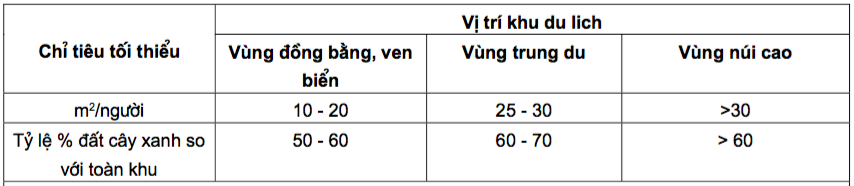 Chỉ tiêu tối thiểu
Vị trí khu du lich
Vùng đồng bằng, ven
biển
Vùng trung du
Vùng núi cao
m²/người
10 - 20
25 - 30
>30
Tỷ lệ % đất cây xanh so
với toàn khu
50 - 60
60 - 70
> 60